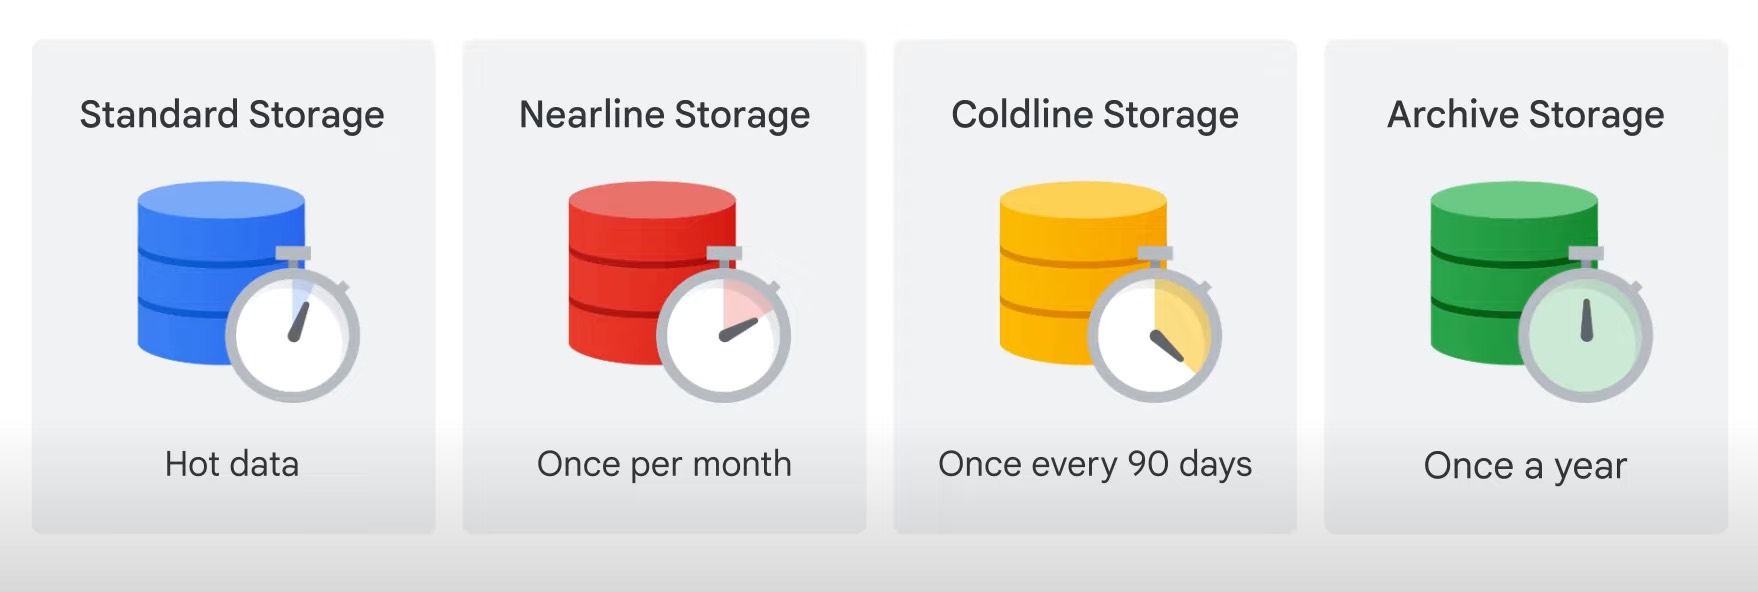 Standard Storage
Nearline Storage
Coldline Storage
Archive Storage
Hot data
Once per month
Once every 90 days
Once a year